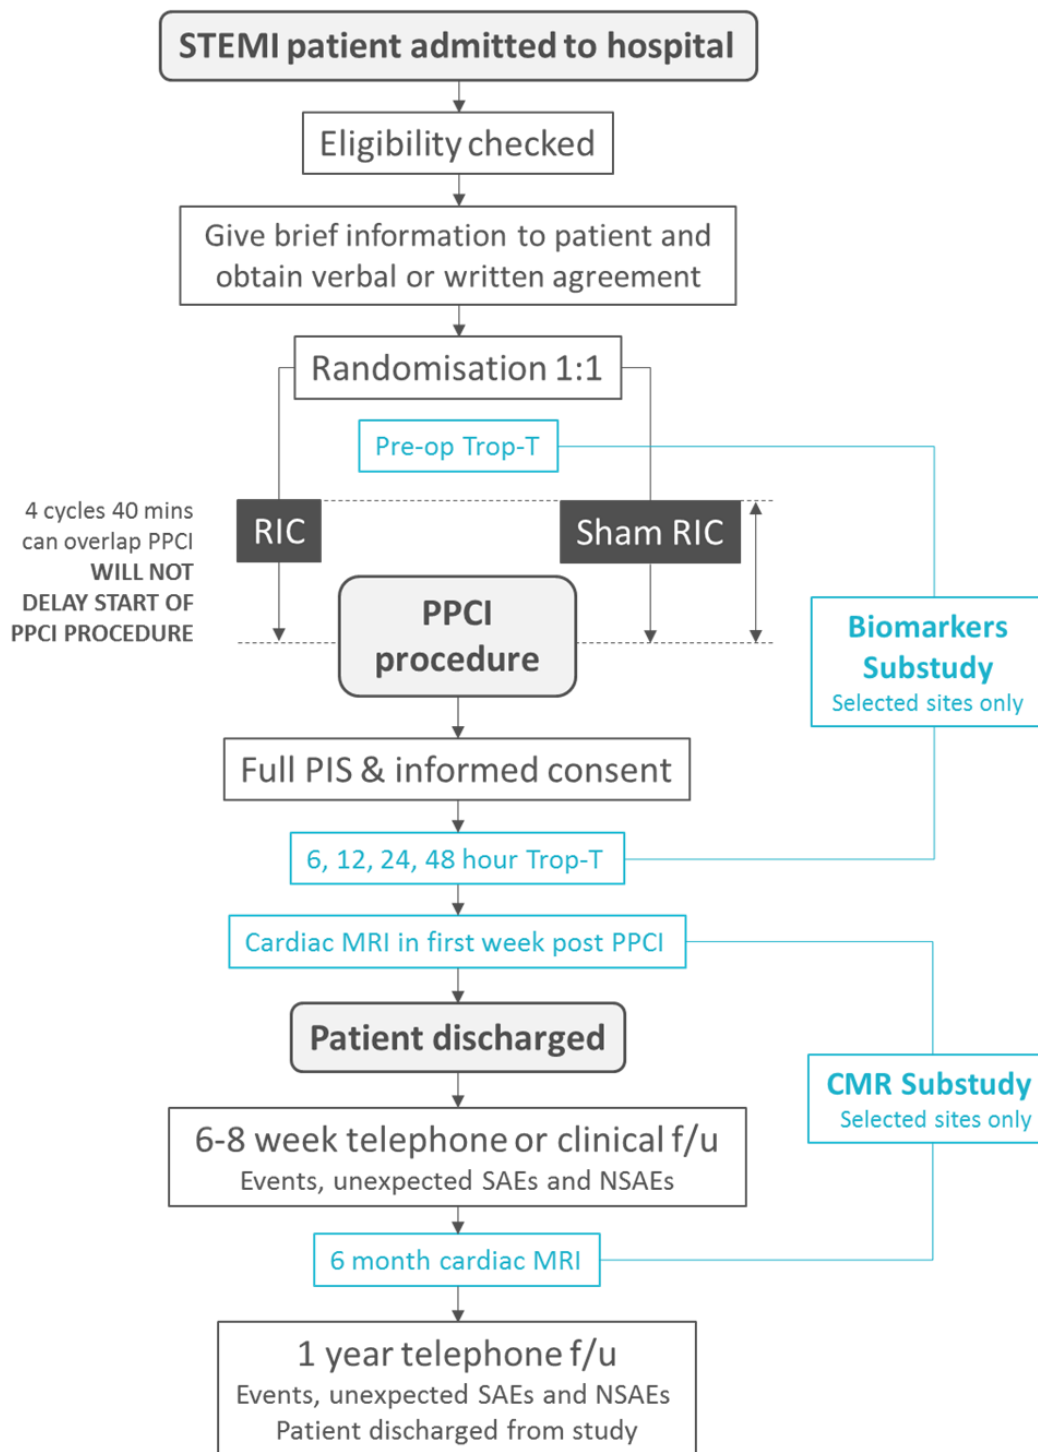 STEMI patient admitted to hospital
Eligibility checked
Give brief information to patient and
obtain verbal or written agreement
Randomisation 1:1
Pre-op Trop-T
4 cycles 40 mins
can overlap PPCI
WILL NOT
DELAY START OF
PPCI PROCEDURE
RIC
Sham RIC
PPCI
procedure
Biomarkers
Substudy
Selected sites only
Full PIS & informed consent
6, 12, 24, 48 hour Trop-T
Cardiac MRI in first week post PPCI
Patient discharged
CMR Substudy
Selected sites only
6-8 week telephone or clinical f/u
Events, unexpected SAEs and NSAEs
6 month cardiac MRI
1 year telephone f/u
Events, unexpected SAEs and NSAEs
Patient discharged from study